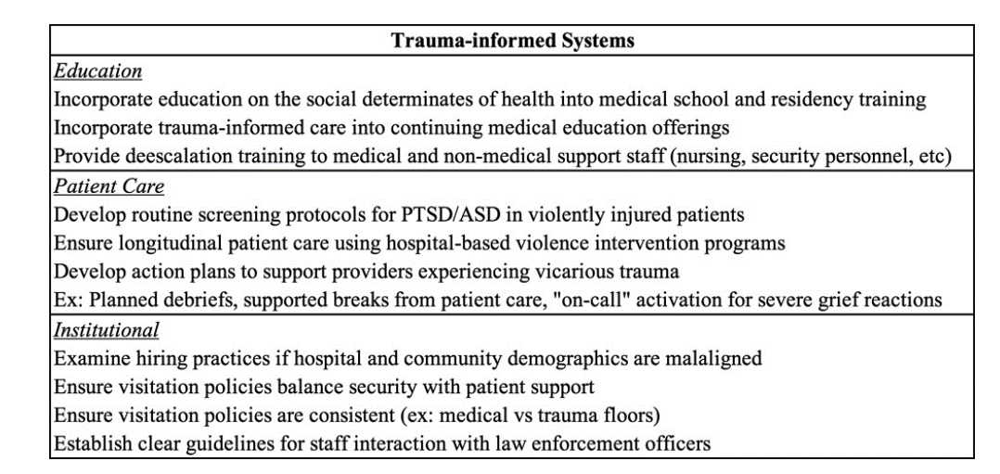 Trauma-informed Systems
Education
Incorporate education on the social determinates of health into medical school and residency training
Incorporate trauma-informed care into continuing medical education offerings
Provide deescalation training to medical and non-medical support staff (nursing, security personnel, etc)
Patient Care
Develop routine screening protocols for PTSD/ASD in violently injured patients
Ensure longitudinal patient care using hospital-based violence intervention programs
Develop action plans to support providers experiencing vicarious trauma
Ex: Planned debriefs, supported breaks from patient care, "on-call" activation for severe grief reactions
Institutional
Examine hiring practices if hospital and community demographics are malaligned
Ensure visitation policies balance security with patient support
Ensure visitation policies are consistent (ex: medical vs trauma floors)
Establish clear guidelines for staff interaction with law enforcement officers